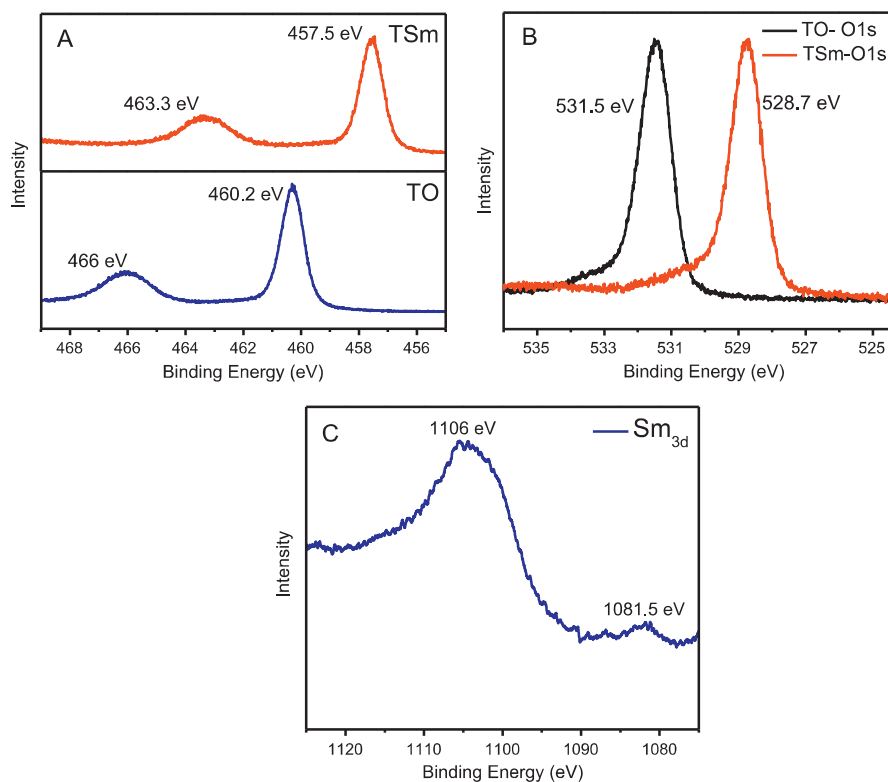 A
TSm
457.5 eV
463.3 eV
TO
460.2 eV
466 eV
Intensity
468 466 464 462 460 458 456
Binding Energy (eV)
B
TO- O1s
TSm-O1s
531.5 eV
528.7 eV
Intensity
535 533 531 529 527 525
Binding Energy (eV)
C
1106 eV
Sm3d
1081.5 eV
Intensity
1120 1110 1100 1090 1080
Binding Energy (eV)